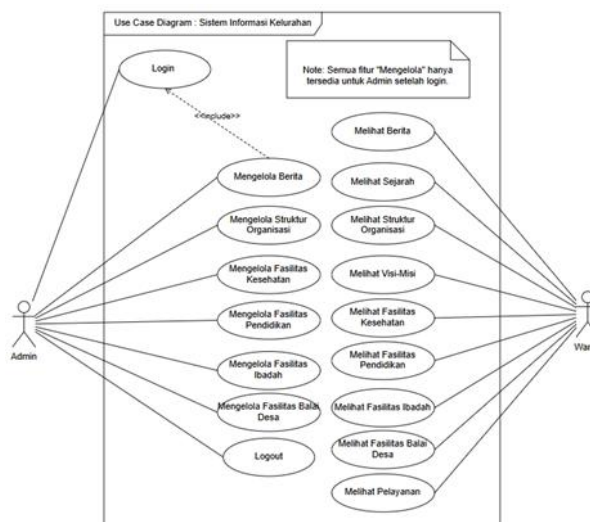 Use Case Diagram : Sistem Informasi Kelurahan
Login
Note: Semua fitur "Mengelola" hanya
tersedia untuk Admin setelah login.
<<include>>
Mengelola Berita
Mengelola Struktur
Organisasi
Mengelola Fasilitas
Kesehatan
Mengelola Fasilitas
Pendidikan
Mengelola Fasilitas
Ibadah
Mengelola Fasilitas Balai
Desa
Logout
Melihat Berita
Melihat Sejarah
Melihat Struktur
Organisasi
Melihat Visi-Misi
Melihat Fasilitas
Kesehatan
Melihat Fasilitas
Pendidikan
Melihat Fasilitas Ibadah
Melihat Fasilitas Balai
Desa
Melihat Pelayanan
Admin